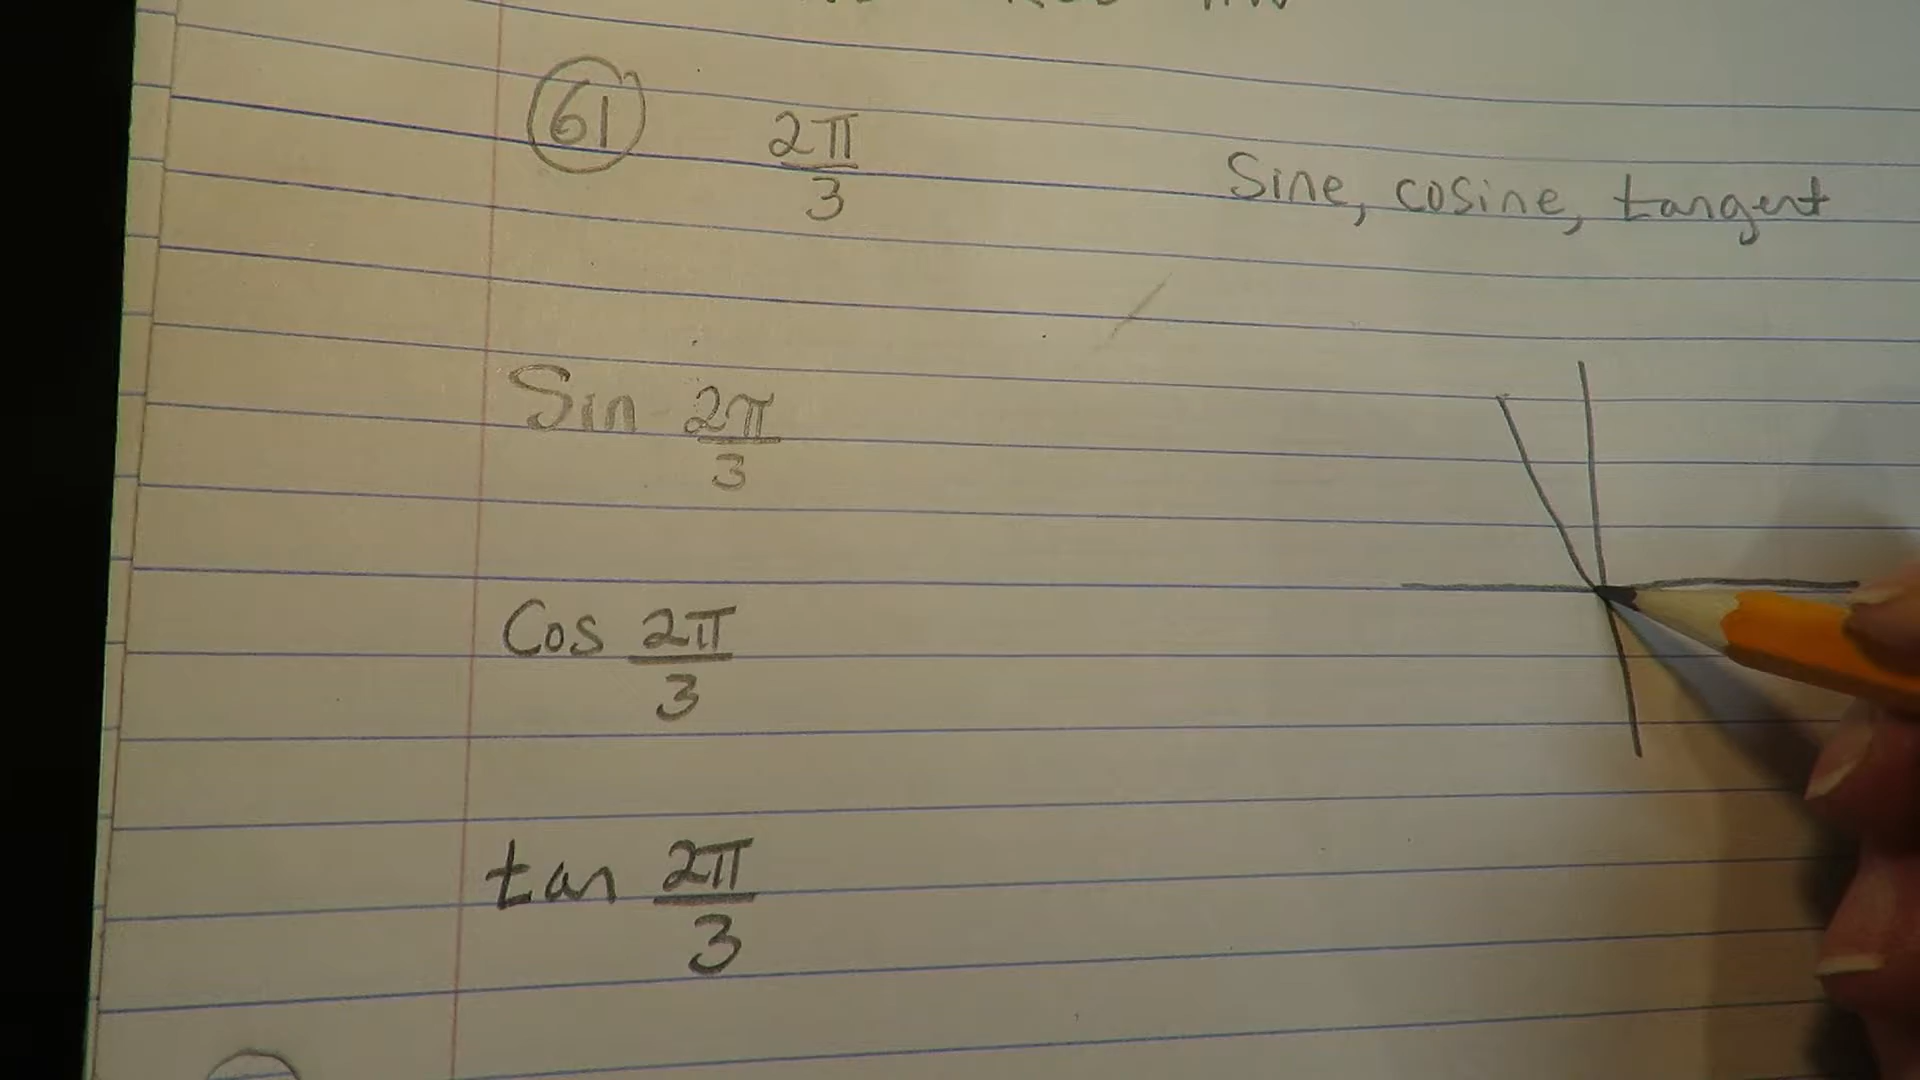 61 2π/3 Sine, cosine, tangent
Sin 2π/3
Cos 2π/3
tan 2π/3